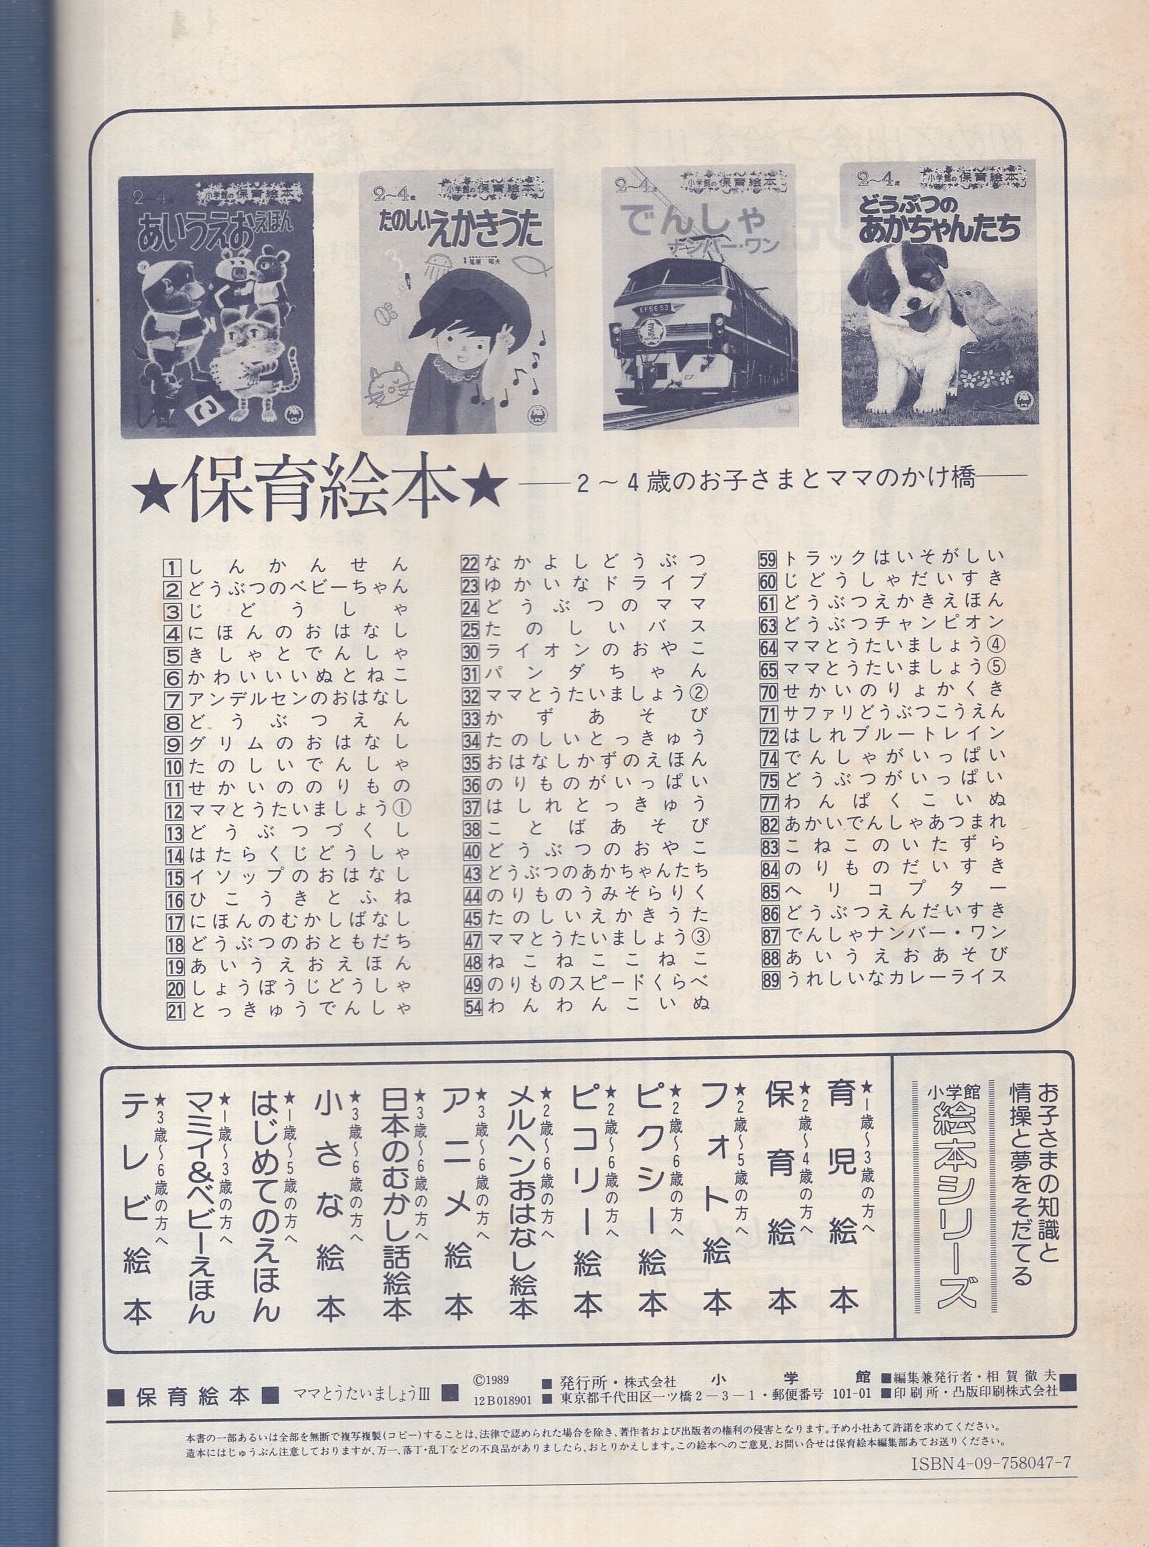 2～4歳
小学館の保育絵本
あいうえおえほん
2～4歳
小学館の保育絵本
たのしいえかきうた
2～4歳
小学館の保育絵本
でんしゃ
ナンバー・ワン
EF5853
2～4歳
小学館の保育絵本
どうぶつの
あかちゃんたち
★保育絵本★ ――2～4歳のお子さまとママのかけ橋――
1 しんかんせん
2 どうぶつのベビーちゃん
3 じどうしゃ
4 にほんのおはなし
5 きしゃとでんしゃ
6 かわいいいぬとねこ
7 アンデルセンのおはなし
8 どうぶつえん
9 グリムのおはなし
10 たのしいでんしゃ
11 せかいののりもの
12 ママとうたいましょう①
13 どうぶつづくし
14 はたらくじどうしゃ
15 イソップのおはなし
16 ひこうきとふね
17 にほんのむかしばなし
18 どうぶつのおともだち
19 あいうえおえほん
20 しょうぼうじどうしゃ
21 とっきゅうでんしゃ
22 なかよしどうぶつ
23 ゆかいなドライブ
24 どうぶつのママ
25 たのしいバス
30 ライオンのおやこ
31 パンダちゃん
32 ママとうたいましょう②
33 かずあそび
34 たのしいとっきゅう
35 おはなしかずのえほん
36 のりものがいっぱい
37 はしれとっきゅう
38 ことばあそび
40 どうぶつのおやこ
43 どうぶつのあかちゃんたち
44 のりものうみそらりく
45 たのしいえかきうた
47 ママとうたいましょう③
48 ねこねここねこ
49 のりものスピードくらべ
54 わんわんこいぬ
59 トラックはいそがしい
60 じどうしゃだいすき
61 どうぶつえかきえほん
63 どうぶつチャンピオン
64 ママとうたいましょう④
65 ママとうたいましょう⑤
70 せかいのりょかくき
71 サファリどうぶつこうえん
72 はしれブルートレイン
74 でんしゃがいっぱい
75 どうぶつがいっぱい
77 わんぱくこいぬ
82 あかいでんしゃあつまれ
83 こねこのいたずら
84 のりものだいすき
85 ヘリコプター
86 どうぶつえんだいすき
87 でんしゃナンバー・ワン
88 あいうえおあそび
89 うれしいなカレーライス
お子さまの知識と
情操と夢をそだてる
小学館
絵本シリーズ
★1歳～3歳の方へ
育児絵本
★2歳～4歳の方へ
保育絵本
★2歳～5歳の方へ
フォト絵本
★2歳～6歳の方へ
ピクシー絵本
★2歳～6歳の方へ
ピコリー絵本
★2歳～6歳の方へ
メルヘンおはなし絵本
★3歳～6歳の方へ
アニメ絵本
★3歳～6歳の方へ
日本のむかし話絵本
★3歳～6歳の方へ
小さな絵本
★1歳～5歳の方へ
はじめてのえほん
★1歳～3歳の方へ
マミイ&ベビーえほん
★3歳～6歳の方へ
テレビ絵本
■保育絵本■ ママとうたいましょうⅢ ■
©1989
12B018901
■発行所・株式会社 小学館
■東京都千代田区一ツ橋2－3－1・郵便番号 101-01
■編集兼発行者・相賀徹夫
■印刷所・凸版印刷株式会社■
本書の一部あるいは全部を無断で複写複製(コピー)することは、法律で認められた場合を除き、著作者および出版者の権利の侵害となります。予め小社あて許諾を求めてください。
造本にはじゅうぶん注意しておりますが、万一、落丁・乱丁などの不良品がありましたら、おとりかえします。この絵本へのご意見、お問い合せは保育絵本編集部あてお送りください。
ISBN4-09-758047-7